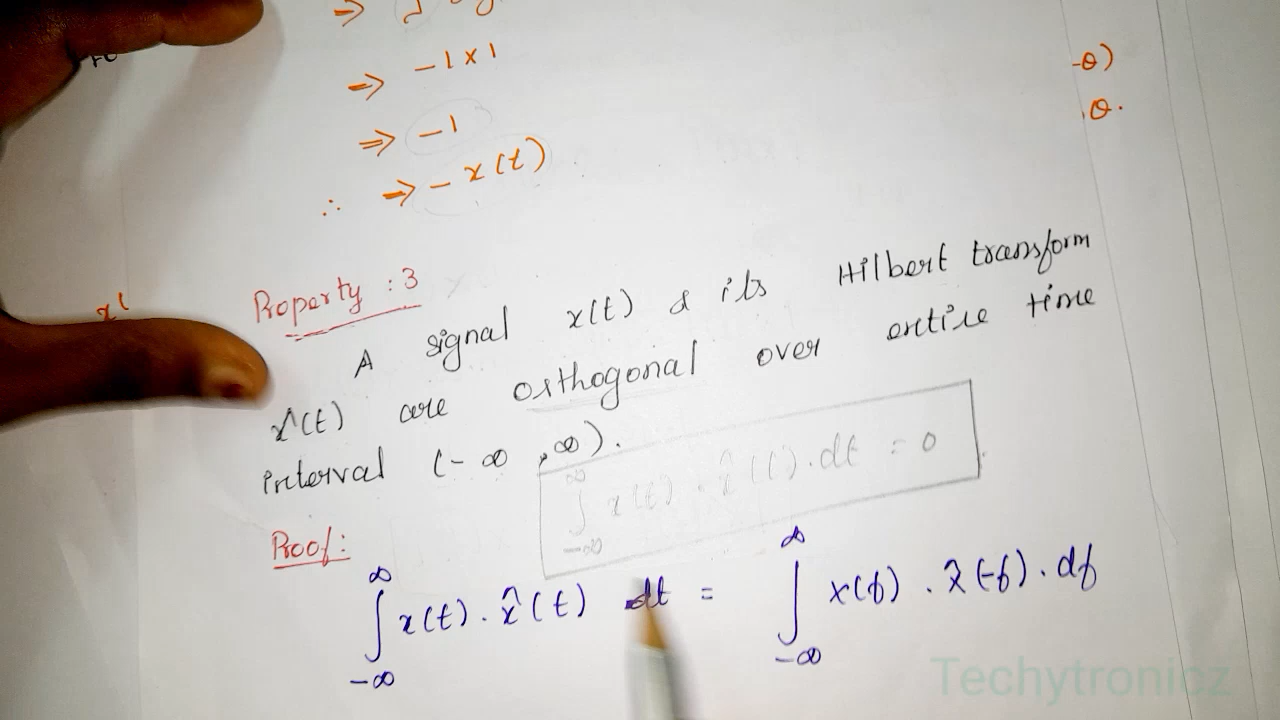 ⇒ -1 x 1
⇒ -1
∴ ⇒ - x(t)
-θ)
θ.
Property : 3
A signal x(t) & its Hilbert transform
x̂(t) are orthogonal over entire time
interval (-∞ , ∞).
∫_{-∞}^{∞} x(t) . x̂(t).dt = 0
Proof:
∫_{-∞}^{∞} x(t) . x̂(t) dt = ∫_{-∞}^{∞} x(f) . x̂(-f) . df
Techytronicz